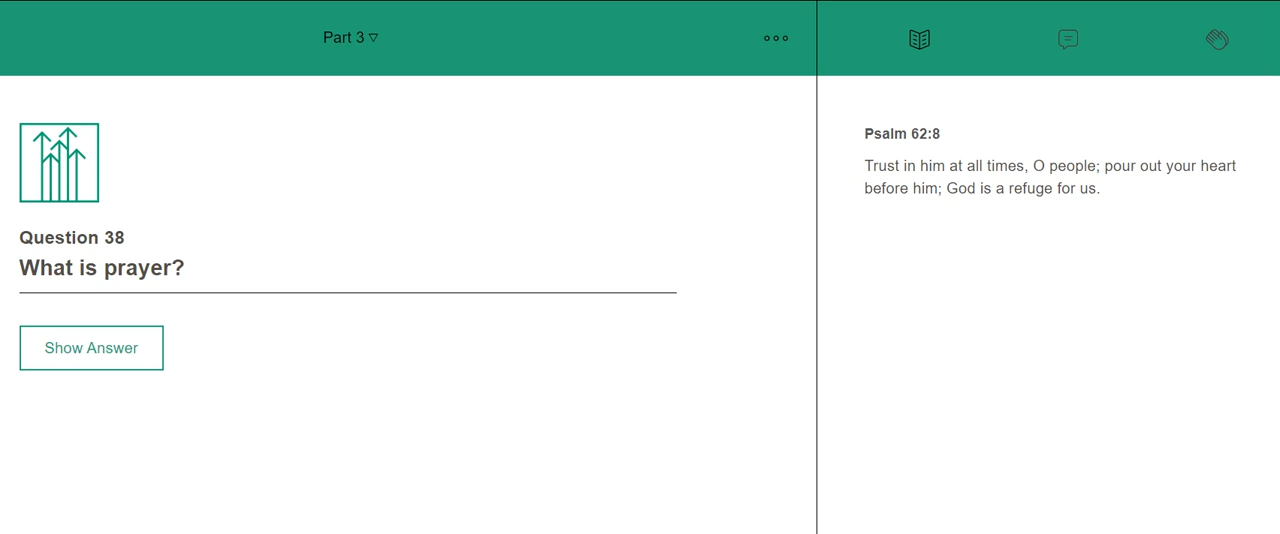 Part 3 ▽
Question 38
What is prayer?
Show Answer
Psalm 62:8
Trust in him at all times, O people; pour out your heart
before him; God is a refuge for us.